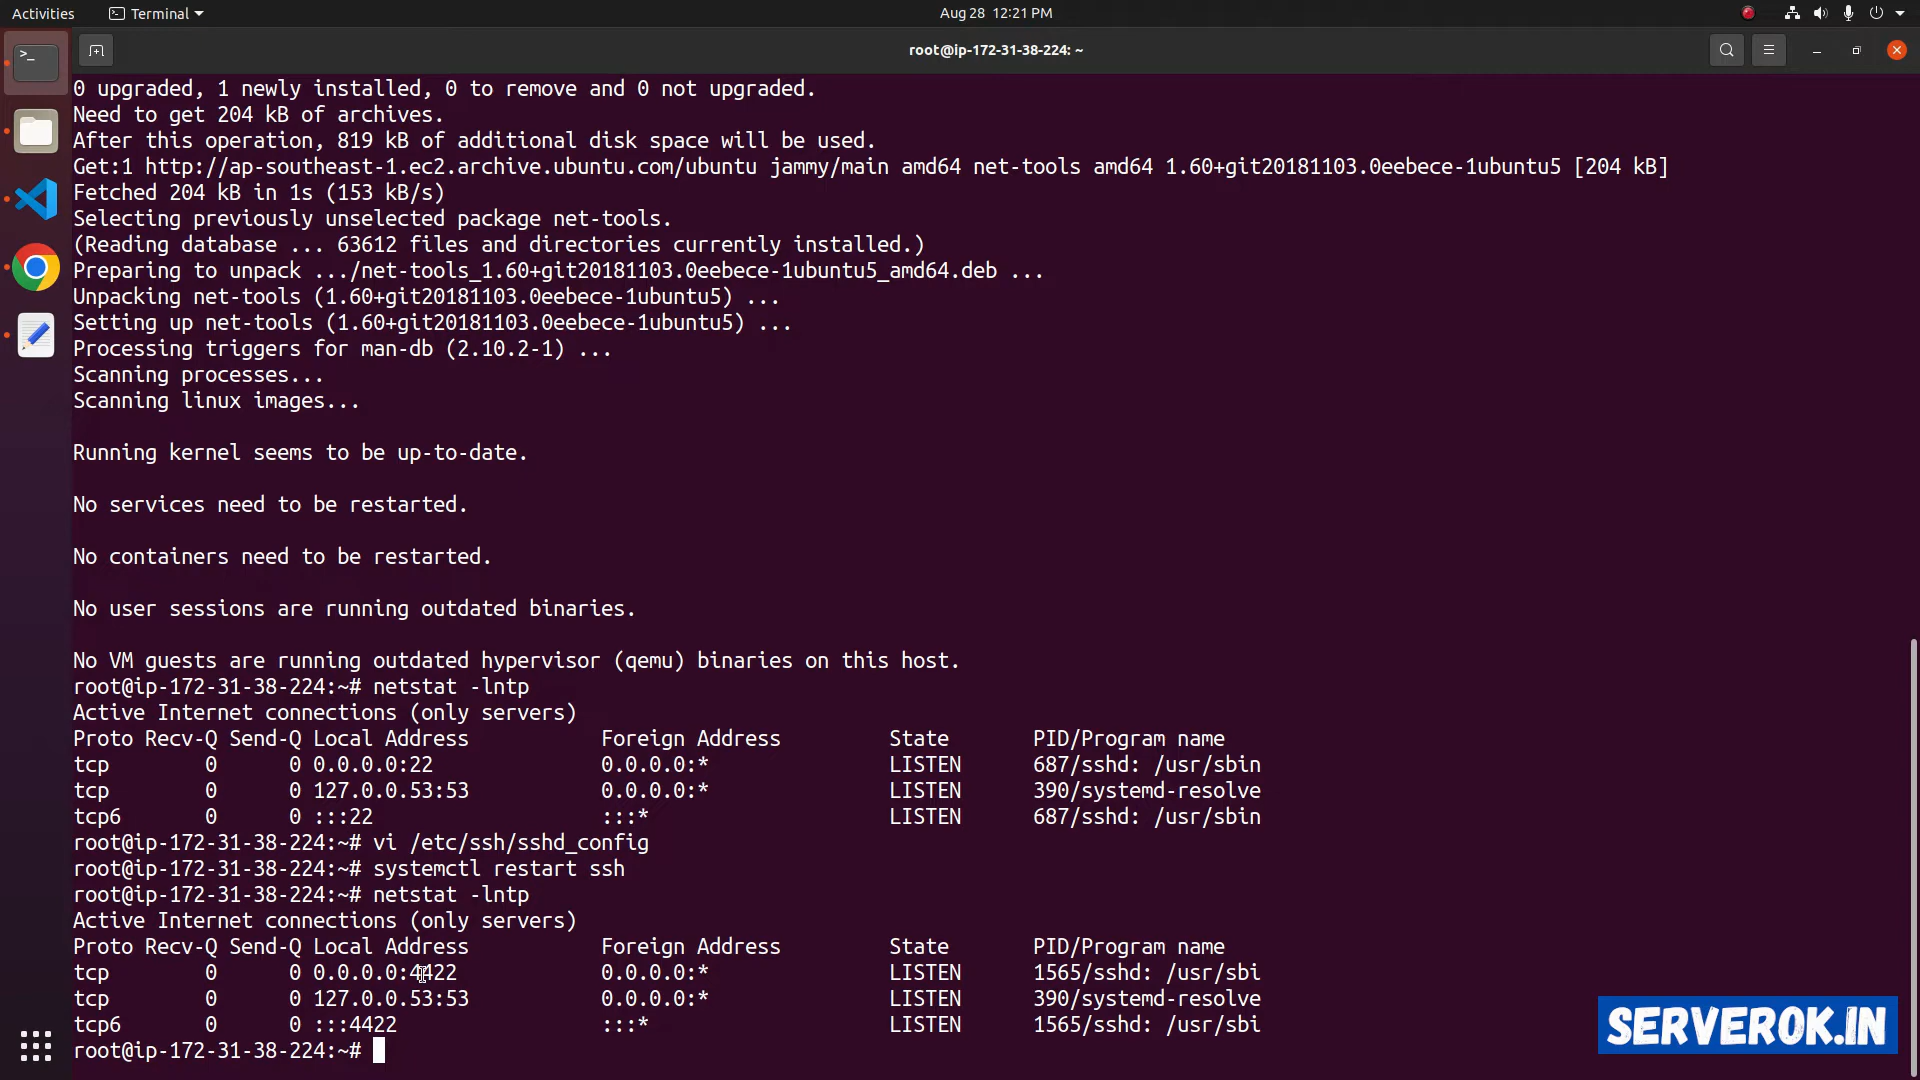 Activities Terminal Aug 28 12:21 PM
root@ip-172-31-38-224: ~
0 upgraded, 1 newly installed, 0 to remove and 0 not upgraded.
Need to get 204 kB of archives.
After this operation, 819 kB of additional disk space will be used.
Get:1 http://ap-southeast-1.ec2.archive.ubuntu.com/ubuntu jammy/main amd64 net-tools amd64 1.60+git20181103.0eebece-1ubuntu5 [204 kB]
Fetched 204 kB in 1s (153 kB/s)
Selecting previously unselected package net-tools.
(Reading database ... 63612 files and directories currently installed.)
Preparing to unpack .../net-tools_1.60+git20181103.0eebece-1ubuntu5_amd64.deb ...
Unpacking net-tools (1.60+git20181103.0eebece-1ubuntu5) ...
Setting up net-tools (1.60+git20181103.0eebece-1ubuntu5) ...
Processing triggers for man-db (2.10.2-1) ...
Scanning processes...
Scanning linux images...
Running kernel seems to be up-to-date.
No services need to be restarted.
No containers need to be restarted.
No user sessions are running outdated binaries.
No VM guests are running outdated hypervisor (qemu) binaries on this host.
root@ip-172-31-38-224:~# netstat -lntp
Active Internet connections (only servers)
Proto Recv-Q Send-Q Local Address           Foreign Address         State       PID/Program name
tcp        0      0 0.0.0.0:22              0.0.0.0:*               LISTEN      687/sshd: /usr/sbin
tcp        0      0 127.0.0.53:53           0.0.0.0:*               LISTEN      390/systemd-resolve
tcp6       0      0 :::22                   :::*                    LISTEN      687/sshd: /usr/sbin
root@ip-172-31-38-224:~# vi /etc/ssh/sshd_config
root@ip-172-31-38-224:~# systemctl restart ssh
root@ip-172-31-38-224:~# netstat -lntp
Active Internet connections (only servers)
Proto Recv-Q Send-Q Local Address           Foreign Address         State       PID/Program name
tcp        0      0 0.0.0.0:4422            0.0.0.0:*               LISTEN      1565/sshd: /usr/sbi
tcp        0      0 127.0.0.53:53           0.0.0.0:*               LISTEN      390/systemd-resolve
tcp6       0      0 :::4422                 :::*                    LISTEN      1565/sshd: /usr/sbi
root@ip-172-31-38-224:~#
SERVEROK.IN